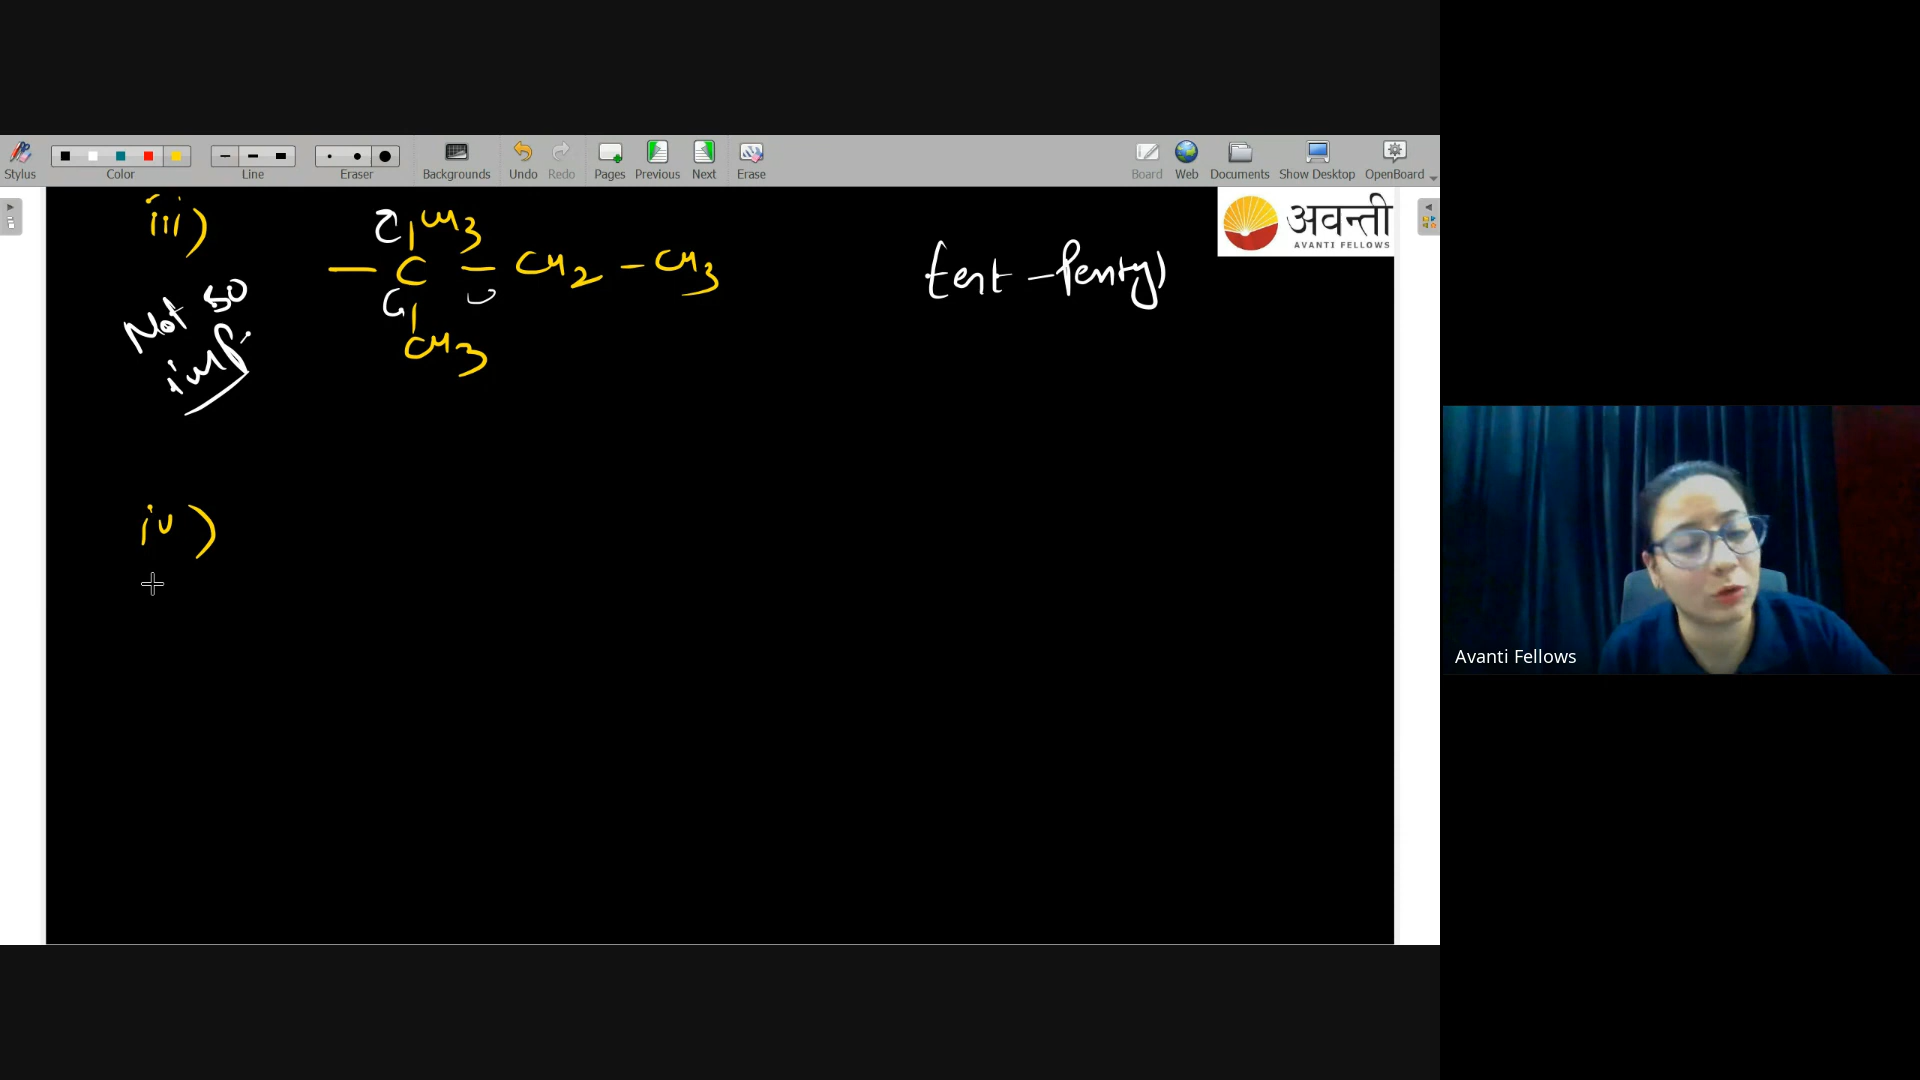 Stylus Color Line Eraser Backgrounds Undo Redo Pages Previous Next Erase Board Web Documents Show Desktop OpenBoard
अवन्ती
AVANTI FELLOWS
iii)
CH3
— C — CH2 – CH3
CH3
tert – Pentyl
Not so
imp.
iv)
Avanti Fellows